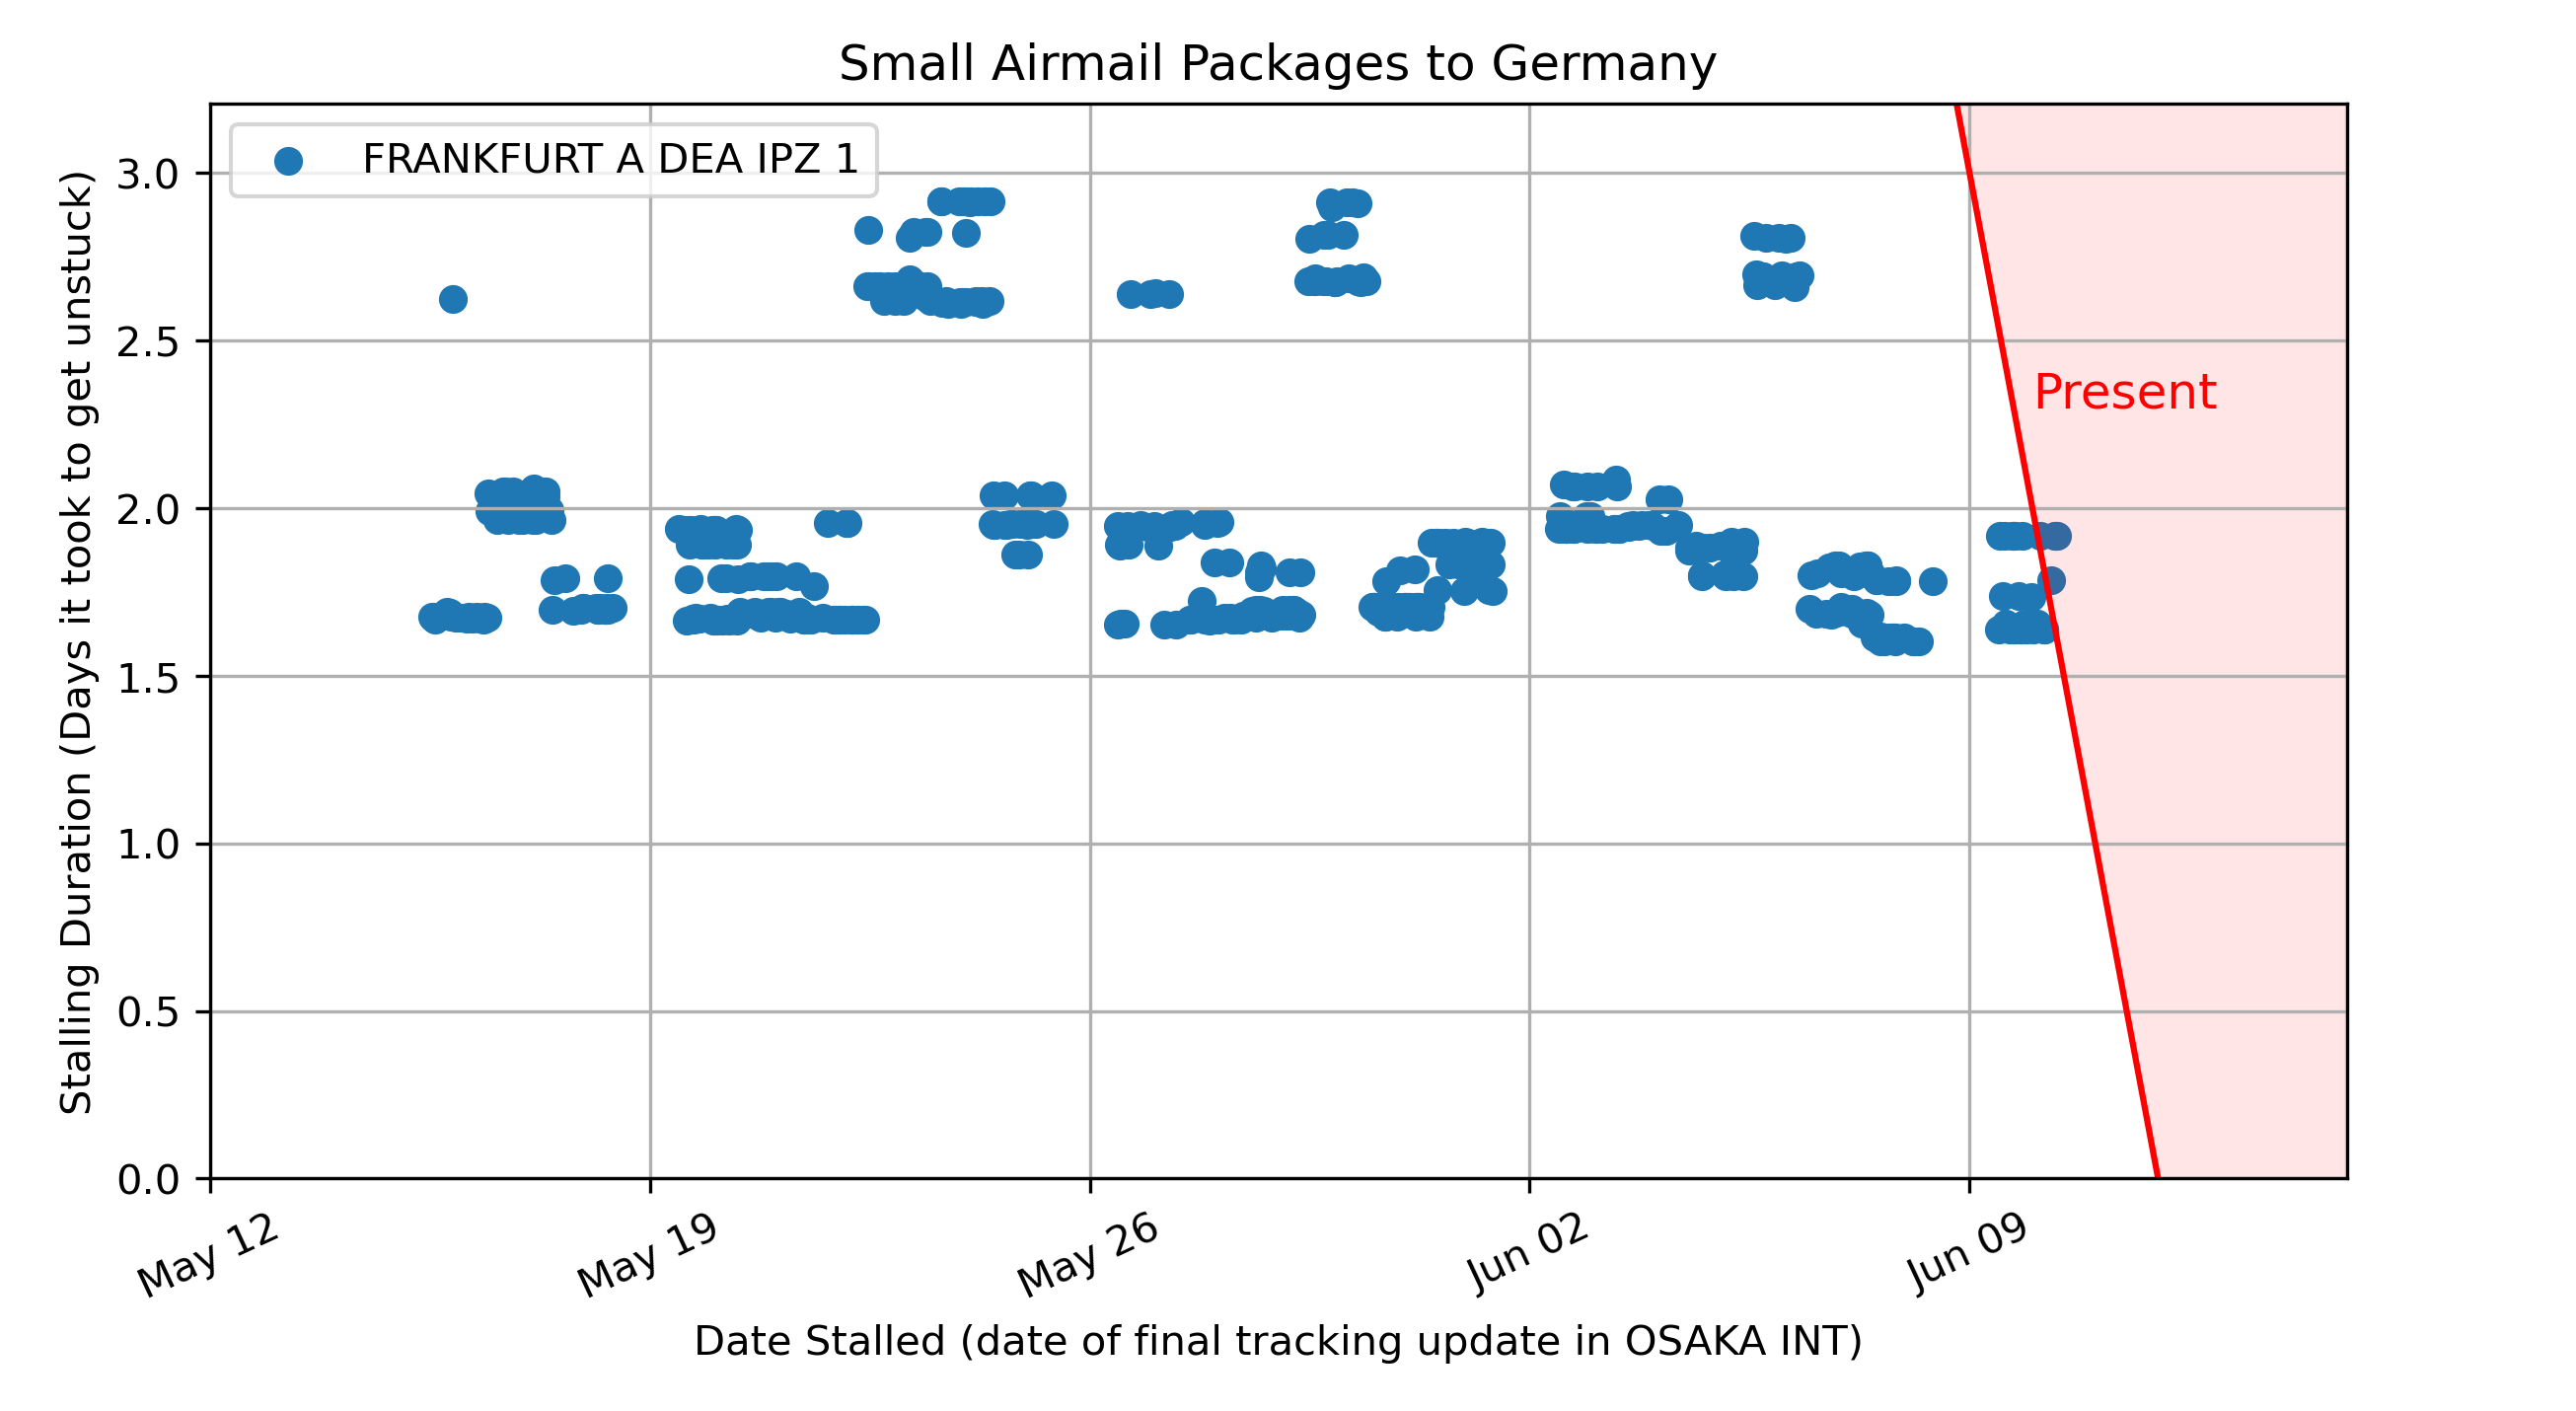 Small Airmail Packages to Germany
FRANKFURT A DEA IPZ 1
Present
Stalling Duration (Days it took to get unstuck)
3.0
2.5
2.0
1.5
1.0
0.5
0.0
May 12
May 19
May 26
Jun 02
Jun 09
Date Stalled (date of final tracking update in OSAKA INT)